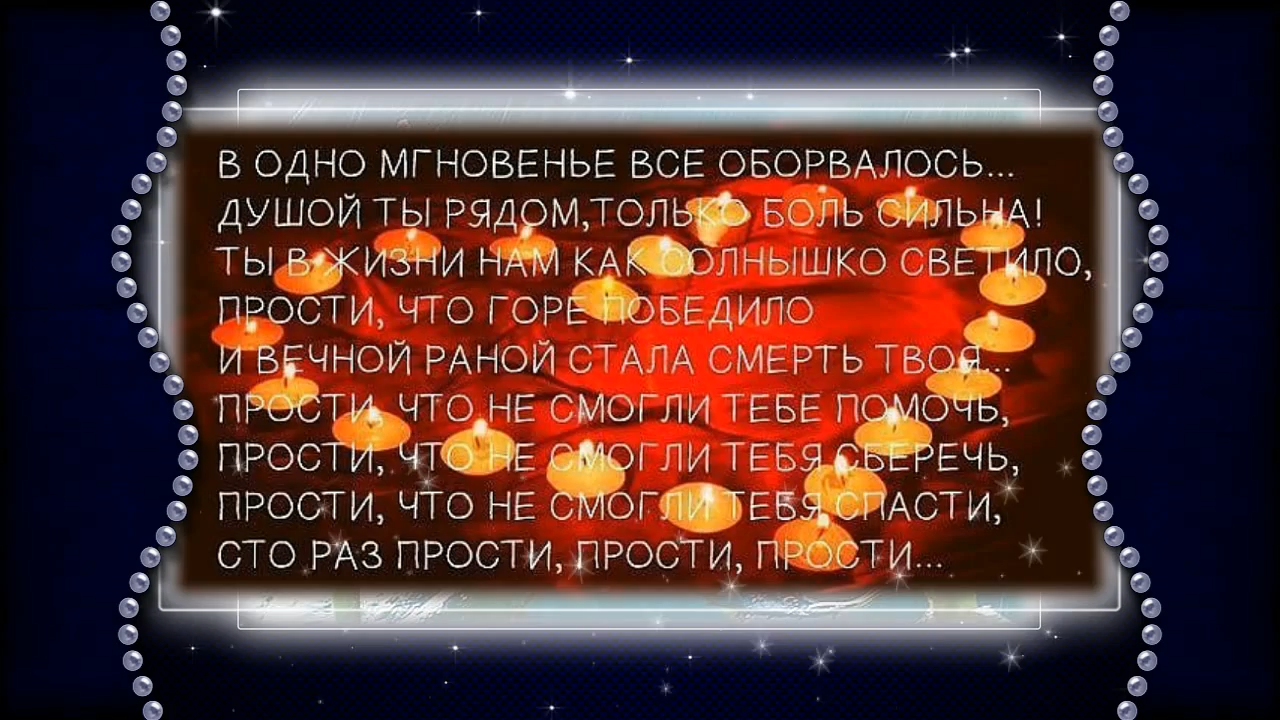 В ОДНО МГНОВЕНЬЕ ВСЕ ОБОРВАЛОСЬ...
ДУШОЙ ТЫ РЯДОМ,ТОЛЬКО БОЛЬ СИЛЬНА!
ТЫ В ЖИЗНИ НАМ КАК СОЛНЫШКО СВЕТИЛО,
ПРОСТИ, ЧТО ГОРЕ ПОБЕДИЛО
И ВЕЧНОЙ РАНОЙ СТАЛА СМЕРТЬ ТВОЯ...
ПРОСТИ, ЧТО НЕ СМОГЛИ ТЕБЕ ПОМОЧЬ,
ПРОСТИ, ЧТО НЕ СМОГЛИ ТЕБЯ СБЕРЕЧЬ,
ПРОСТИ, ЧТО НЕ СМОГЛИ ТЕБЯ СПАСТИ,
СТО РАЗ ПРОСТИ, ПРОСТИ, ПРОСТИ...